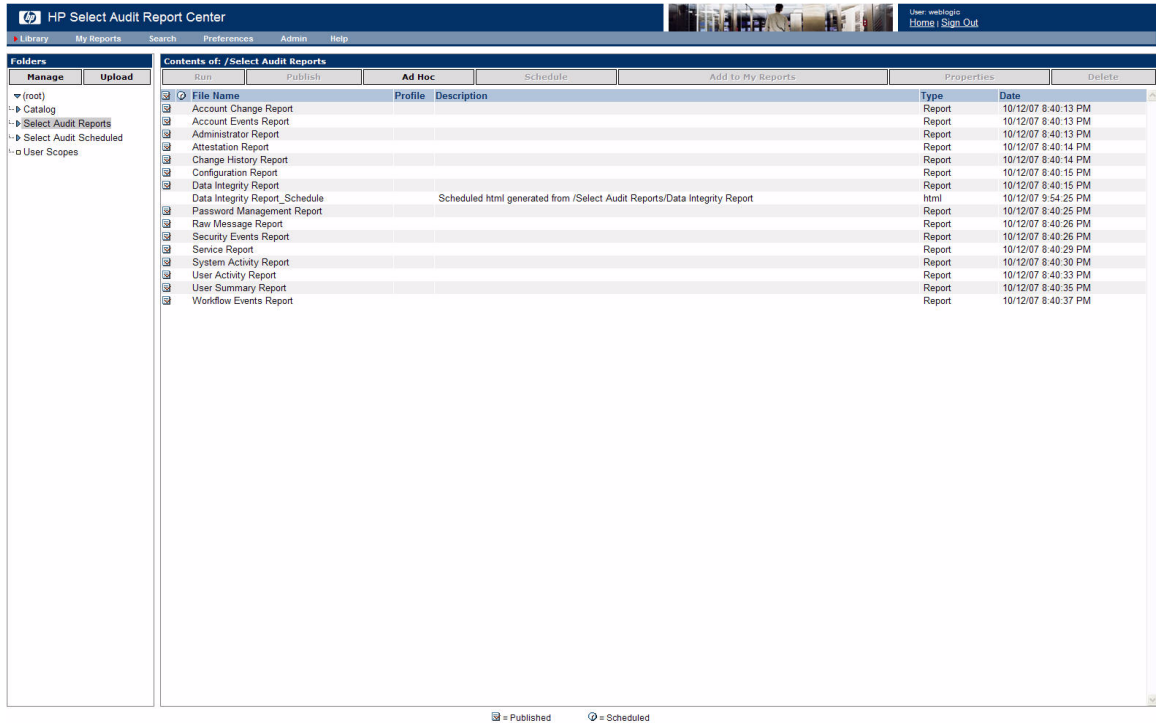 hp HP Select Audit Report Center
User: weblogic
Home | Sign Out
Library My Reports Search Preferences Admin Help
Folders
Manage Upload
(root)
Catalog
Select Audit Reports
Select Audit Scheduled
User Scopes
Contents of: /Select Audit Reports
Run Publish Ad Hoc Schedule Add to My Reports Properties Delete
File Name Profile Description Type Date
Account Change Report Report 10/12/07 8:40:13 PM
Account Events Report Report 10/12/07 8:40:13 PM
Administrator Report Report 10/12/07 8:40:13 PM
Attestation Report Report 10/12/07 8:40:14 PM
Change History Report Report 10/12/07 8:40:14 PM
Configuration Report Report 10/12/07 8:40:15 PM
Data Integrity Report Report 10/12/07 8:40:15 PM
Data Integrity Report_Schedule Scheduled html generated from /Select Audit Reports/Data Integrity Report html 10/12/07 9:54:25 PM
Password Management Report Report 10/12/07 8:40:25 PM
Raw Message Report Report 10/12/07 8:40:26 PM
Security Events Report Report 10/12/07 8:40:26 PM
Service Report Report 10/12/07 8:40:29 PM
System Activity Report Report 10/12/07 8:40:30 PM
User Activity Report Report 10/12/07 8:40:33 PM
User Summary Report Report 10/12/07 8:40:35 PM
Workflow Events Report Report 10/12/07 8:40:37 PM
= Published = Scheduled